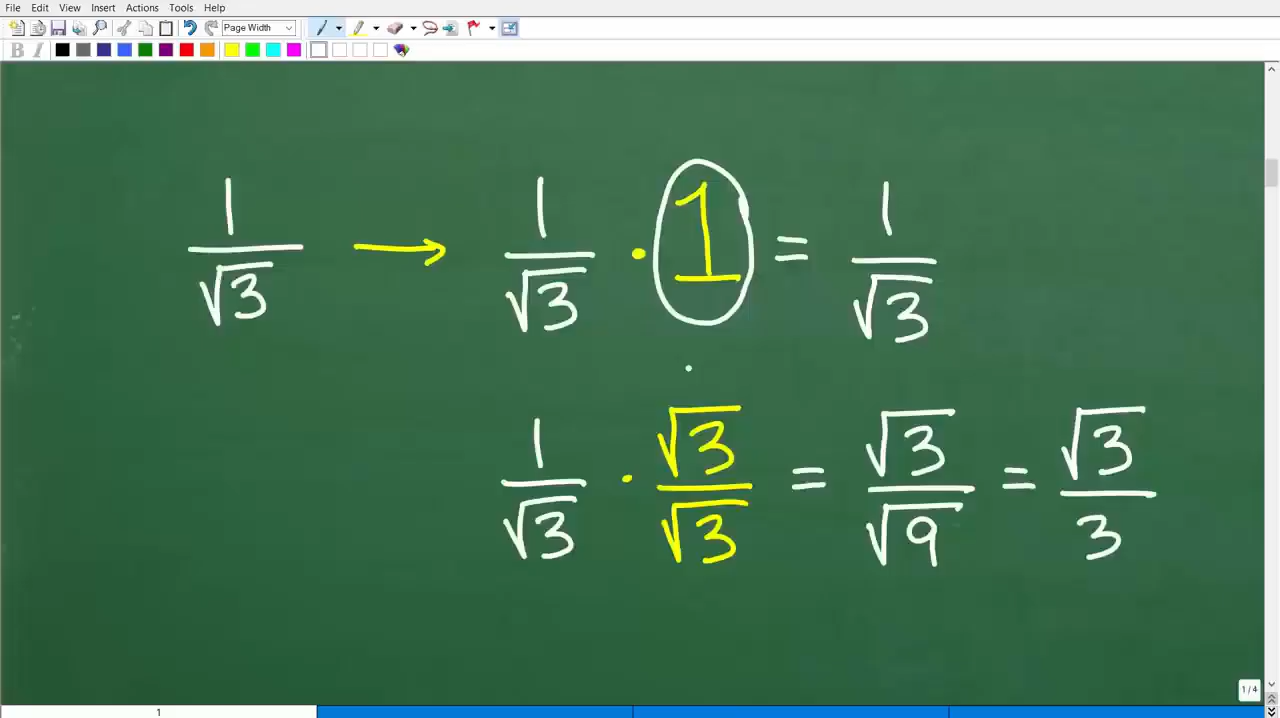 File Edit View Insert Actions Tools Help
Page Width
B I
1/√3 → 1/√3 · 1 = 1/√3
1/√3 · √3/√3 = √3/√9 = √3/3
1/4
1